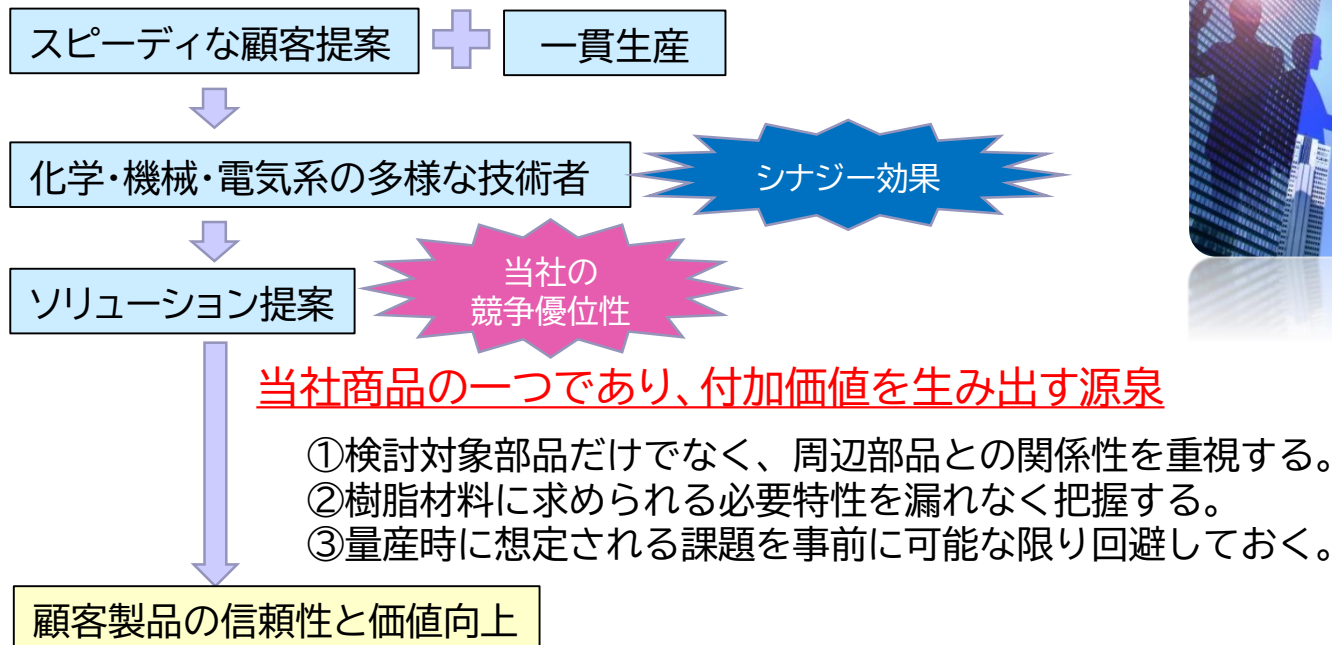 スピーディな顧客提案
一貫生産
化学・機械・電気系の多様な技術者
シナジー効果
ソリューション提案
当社の
競争優位性
当社商品の一つであり、付加価値を生み出す源泉
①検討対象部品だけでなく、周辺部品との関係性を重視する。
②樹脂材料に求められる必要特性を漏れなく把握する。
③量産時に想定される課題を事前に可能な限り回避しておく。
顧客製品の信頼性と価値向上